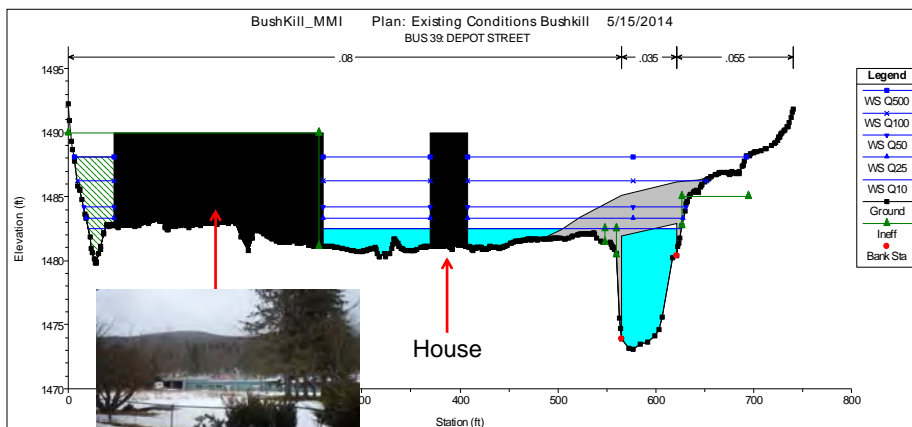 BushKill_MMI Plan: Existing Conditions Bushkill 5/15/2014
BUS 39: DEPOT STREET
.08
.035
.055
1495
1490
1485
1480
1475
1470
Elevation (ft)
0
300
400
500
600
700
800
Station (ft)
House
Legend
WS Q500
WS Q100
WS Q50
WS Q25
WS Q10
Ground
Ineff
Bank Sta